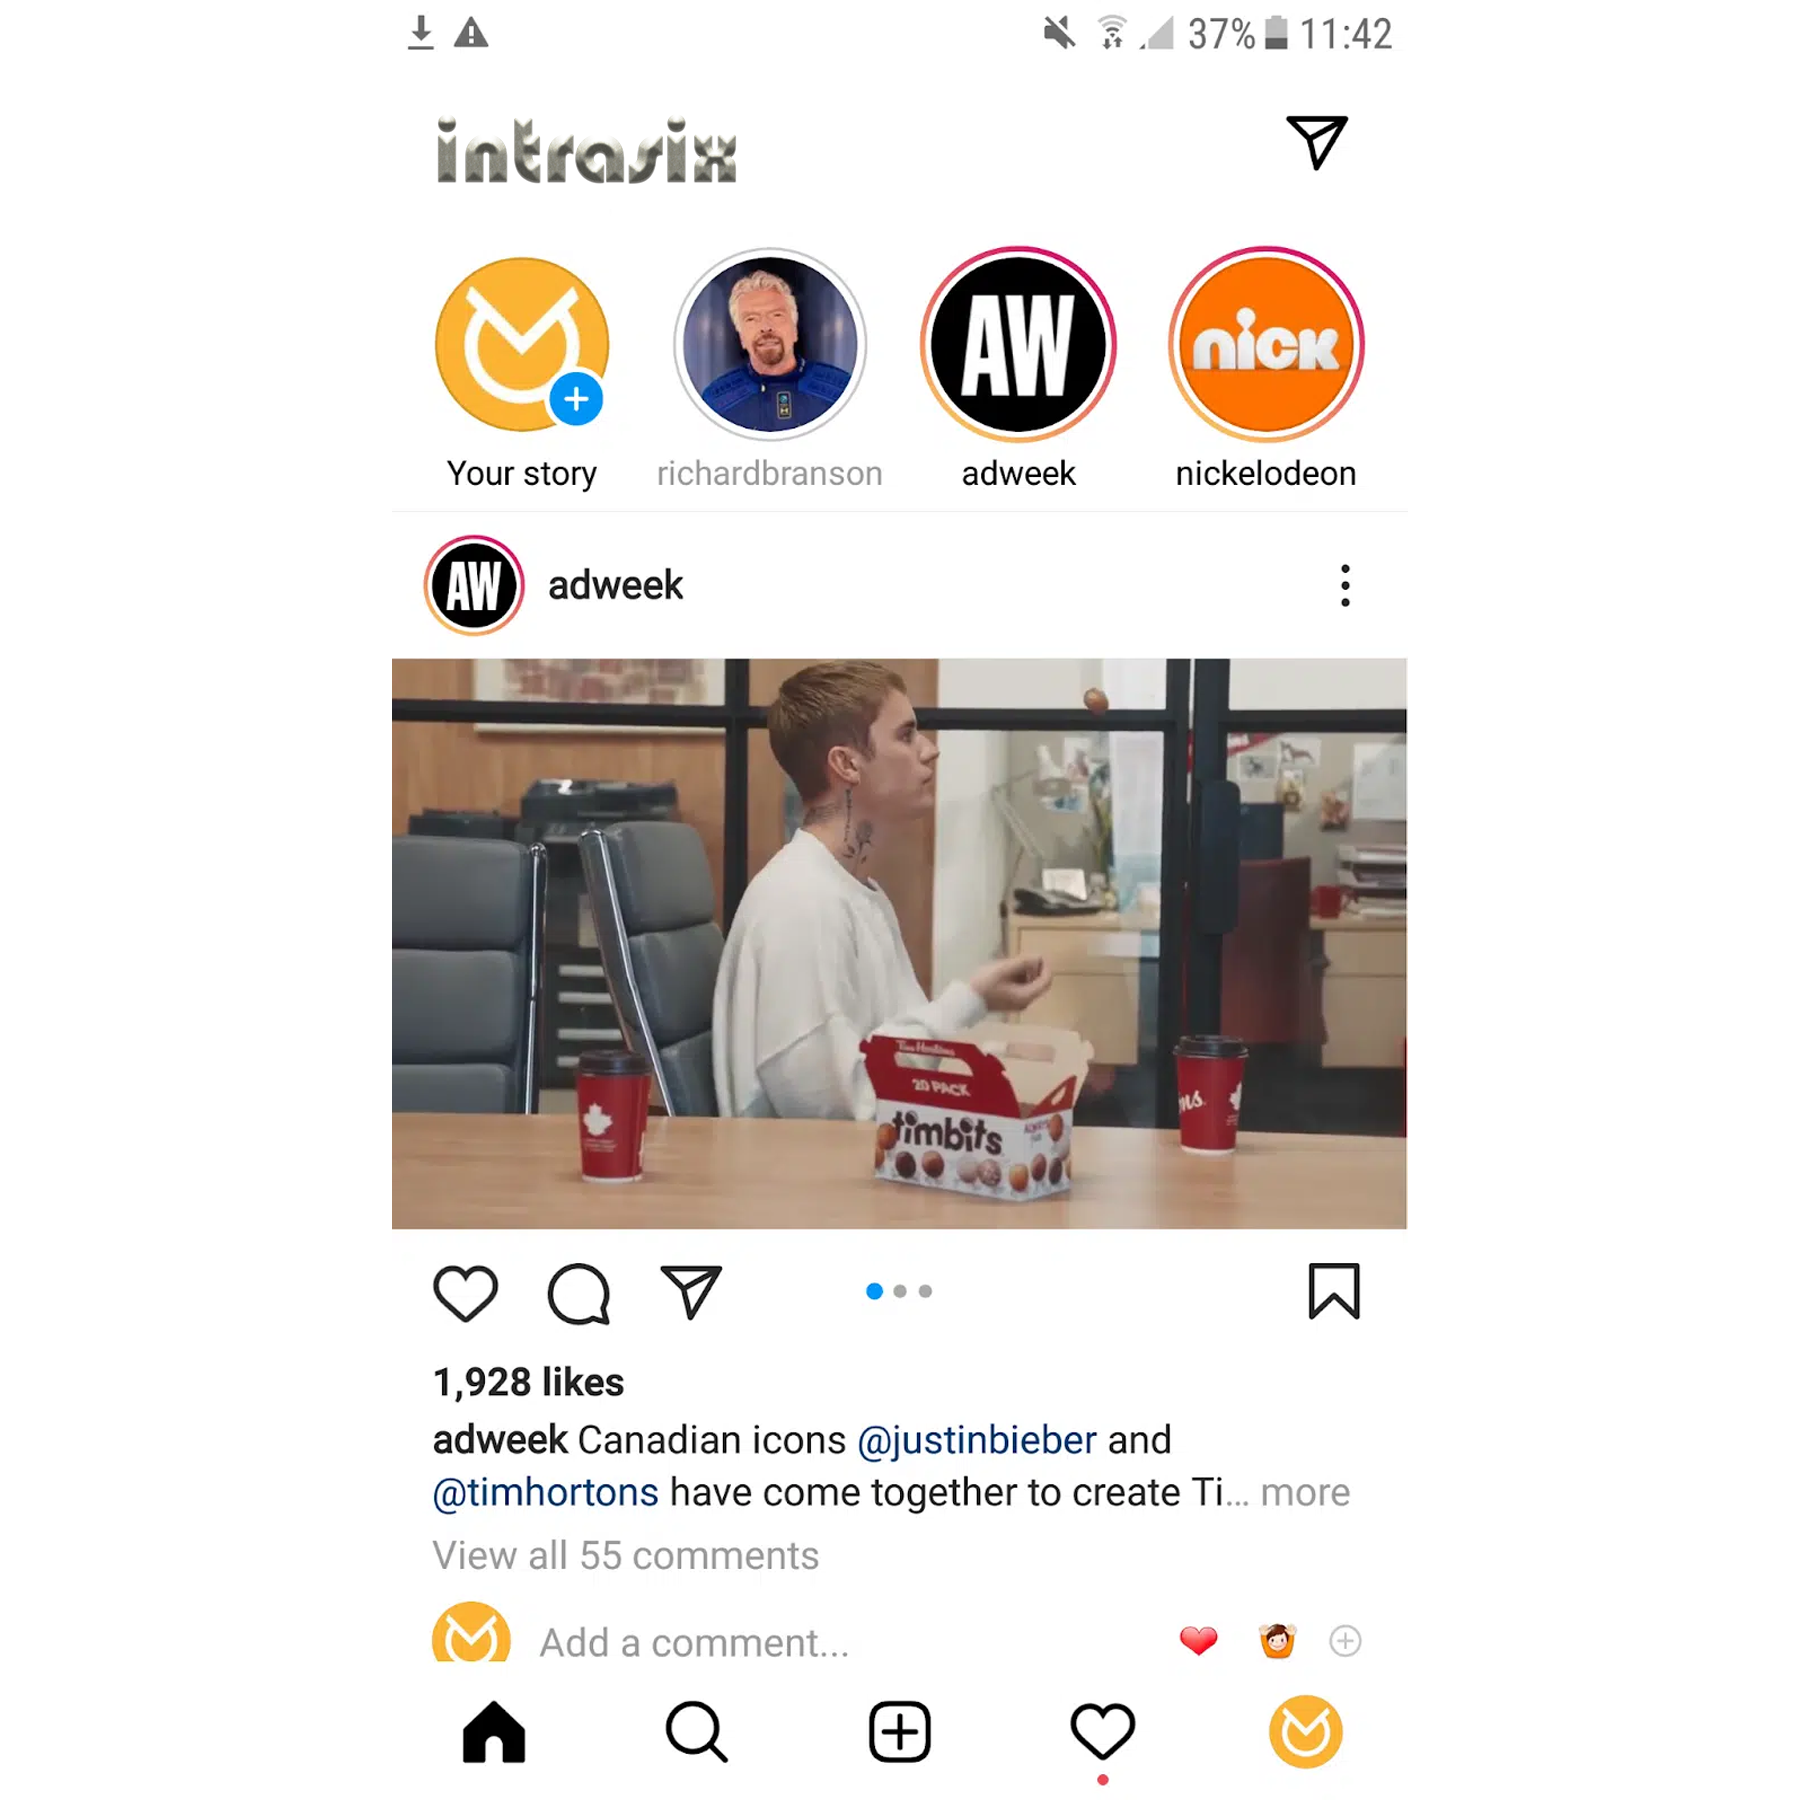 37% 11:42
intrasix
AW
nick
Your story
richardbranson
adweek
nickelodeon
AW
adweek
Tim Hortons
20 PACK
timbits
ns.
1,928 likes
adweek Canadian icons @justinbieber and
@timhortons have come together to create Ti... more
View all 55 comments
Add a comment...